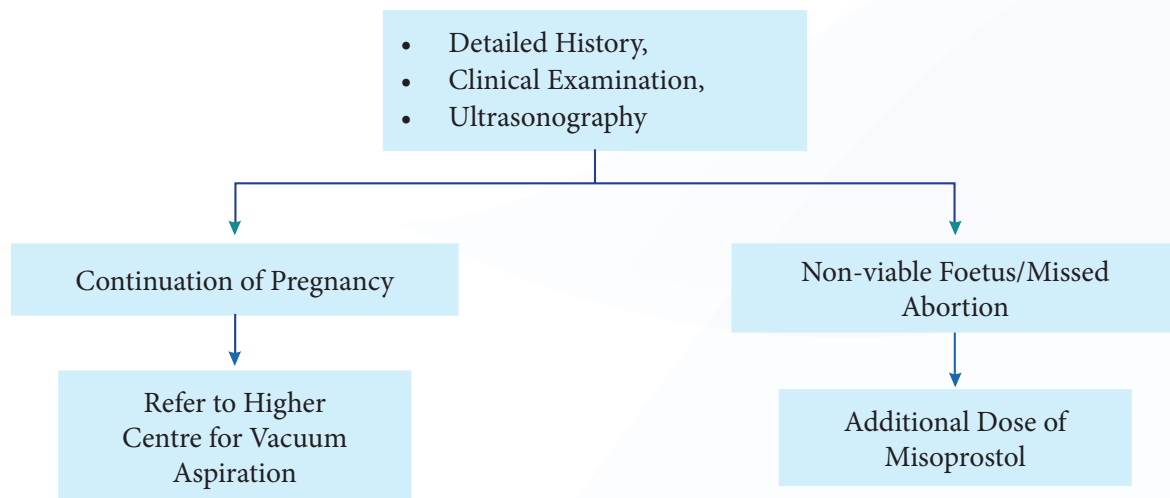 • Detailed History,
• Clinical Examination,
• Ultrasonography
Continuation of Pregnancy
Non-viable Foetus/Missed
Abortion
Refer to Higher
Centre for Vacuum
Aspiration
Additional Dose of
Misoprostol